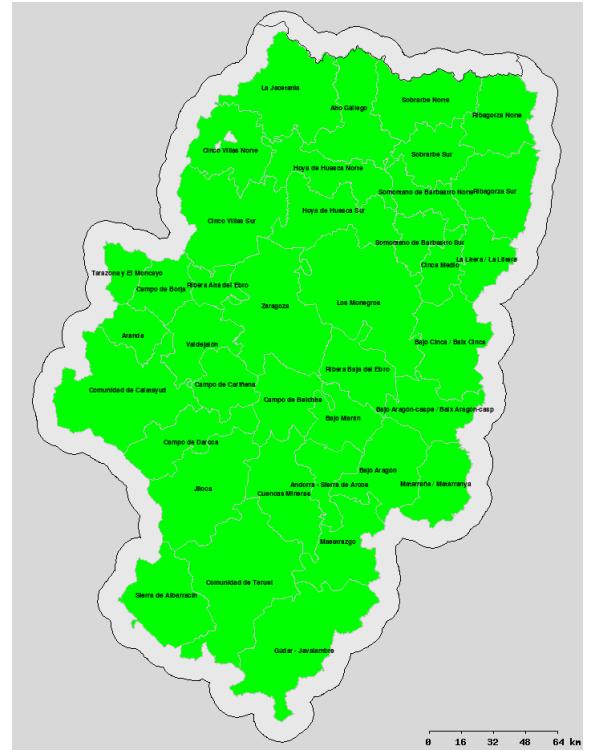 La Jacetania
Alto Gallego
Sobrarbe Norte
Ribagorza Norte
Cinco Villas Norte
Sobrarbe Sur
Hoya de Huesca Norte
Somontano de Barbastro Norte
Ribagorza Sur
Hoya de Huesca Sur
Cinco Villas Sur
Somontano de Barbastro Sur
La Litera / La Llitera
Cinca Medio
Tarazona y El Moncayo
Ribera Alta del Ebro
Campo de Borja
Zaragoza
Los Monegros
Aranda
Valdejalón
Bajo Cinca / Baix Cinca
Ribera Baja del Ebro
Comunidad de Calatayud
Campo de Cariñena
Campo de Belchite
Bajo Aragón-caspe / Baix Aragón-casp
Bajo Martín
Campo de Daroca
Bajo Aragón
Jiloca
Andorra - Sierra de Arcos
Matarraña / Matarranya
Cuencas Mineras
Maestrazgo
Comunidad de Teruel
Sierra de Albarracín
Gúdar - Javalambre
0 16 32 48 64 km